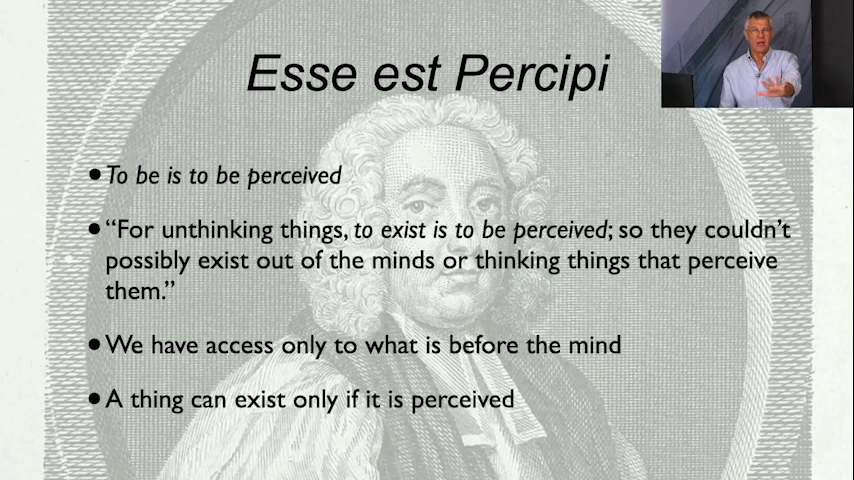 Esse est Percipi
•To be is to be perceived
•“For unthinking things, to exist is to be perceived; so they couldn’t
possibly exist out of the minds or thinking things that perceive
them.”
•We have access only to what is before the mind
•A thing can exist only if it is perceived